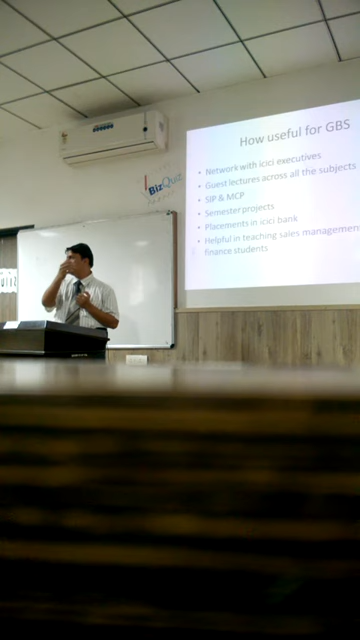 How useful for GBS
• Network with icici executives
• Guest lectures across all the subjects
• SIP & MCP
• Semester projects
• Placements in icici bank
• Helpful in teaching sales management
finance students
BizQuiz